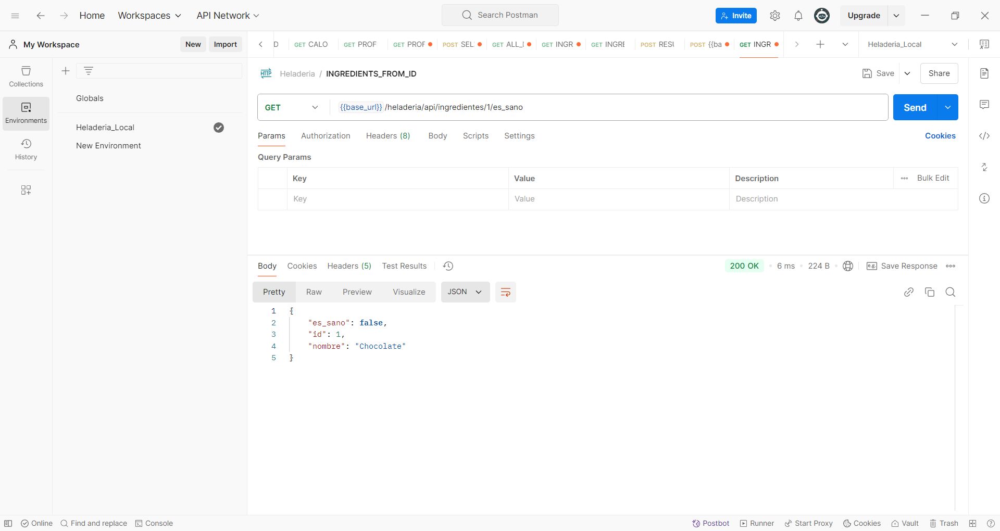 Home Workspaces API Network Search Postman Invite Upgrade
My Workspace New Import
GET CALO GET PROF GET PROF POST SEL GET ALL_ GET INGR GET INGRE POST RESU POST {{ba GET INGR Heladeria_Local
Collections
Environments
History
Globals
Heladeria_Local
New Environment
HTTP Heladeria / INGREDIENTS_FROM_ID Save Share
GET {{base_url}}/heladeria/api/ingredientes/1/es_sano Send
Params Authorization Headers (8) Body Scripts Settings Cookies
Query Params
Key Value Description Bulk Edit
Key Value Description
Body Cookies Headers (5) Test Results 200 OK 6 ms 224 B e.g. Save Response
Pretty Raw Preview Visualize JSON
1 {
2 "es_sano": false,
3 "id": 1,
4 "nombre": "Chocolate"
5 }
Online Find and replace Console Postbot Runner Start Proxy Cookies Vault Trash